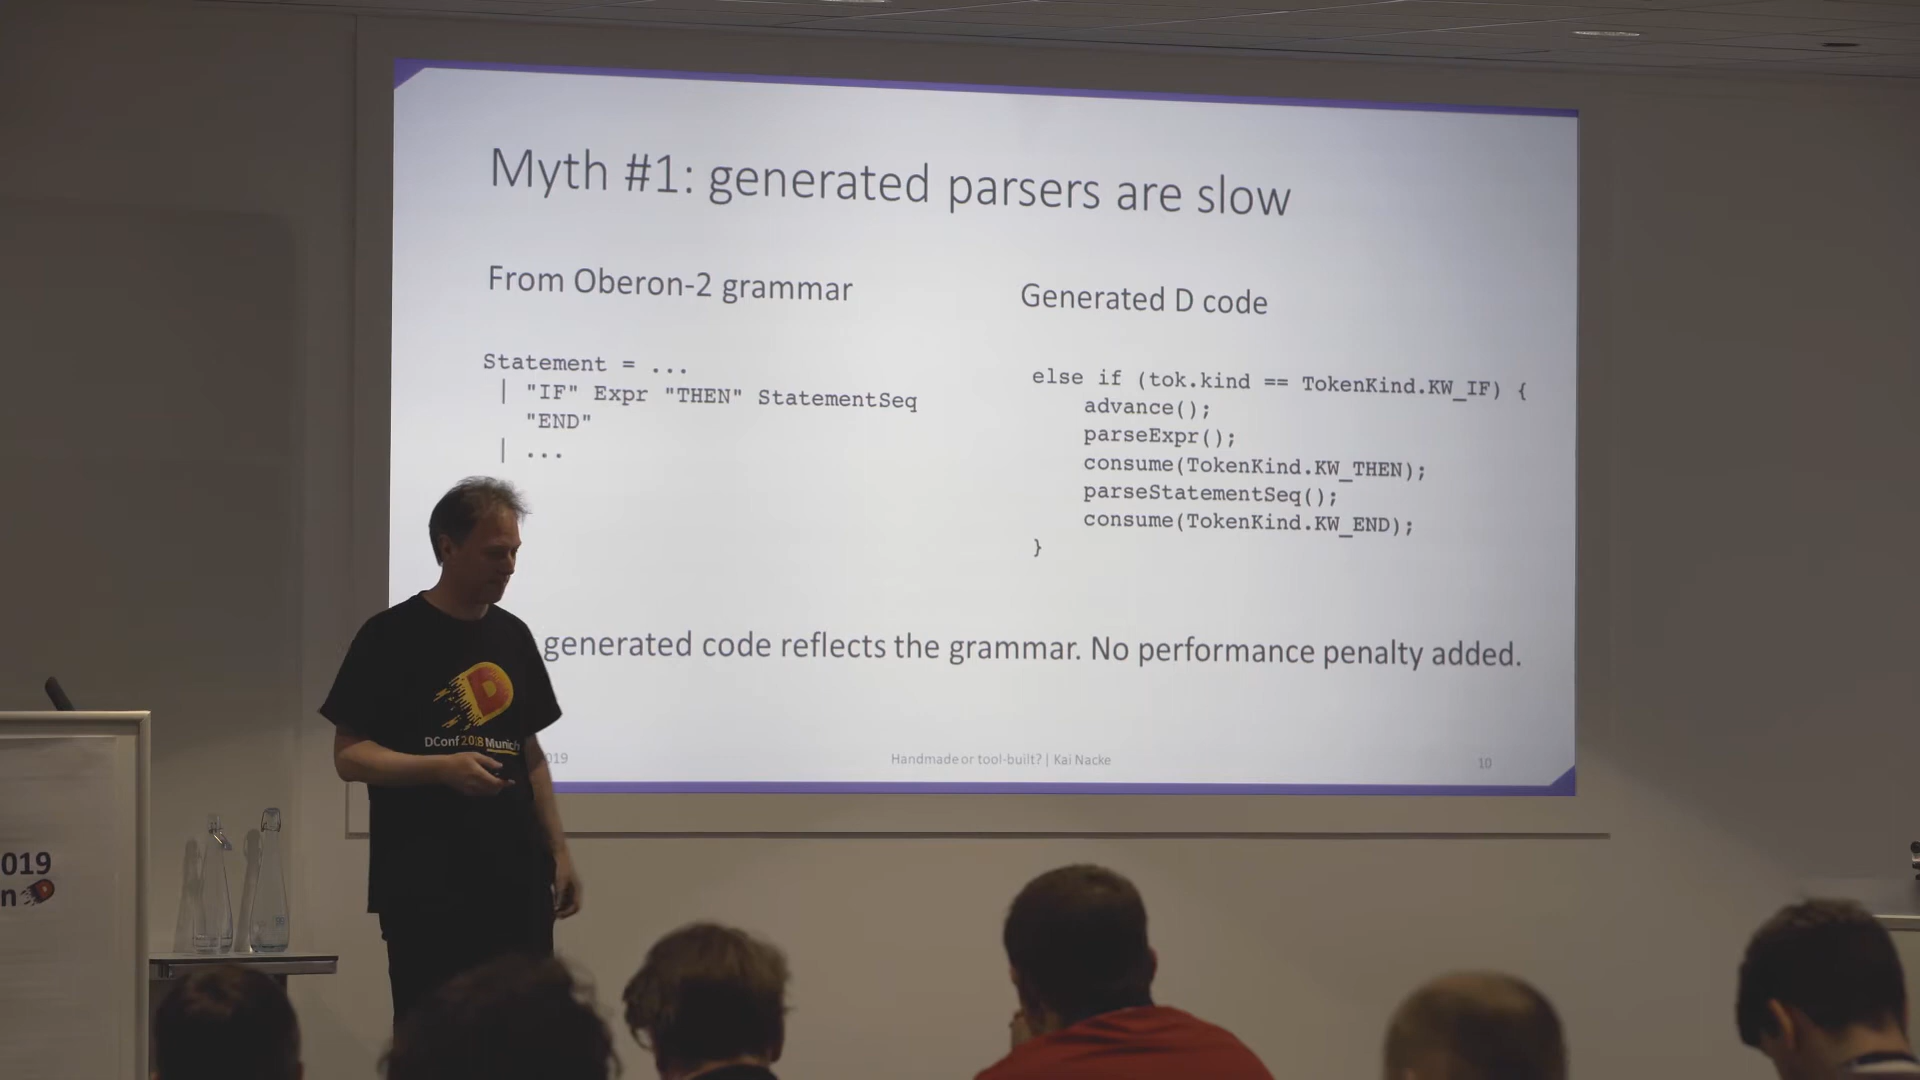 Myth #1: generated parsers are slow
From Oberon-2 grammar
Statement = ...
| "IF" Expr "THEN" StatementSeq
"END"
| ...
Generated D code
else if (tok.kind == TokenKind.KW_IF) {
advance();
parseExpr();
consume(TokenKind.KW_THEN);
parseStatementSeq();
consume(TokenKind.KW_END);
}
generated code reflects the grammar. No performance penalty added.
019
Handmade or tool-built? | Kai Nacke
10
D
DConf 2018 Munich
019
n